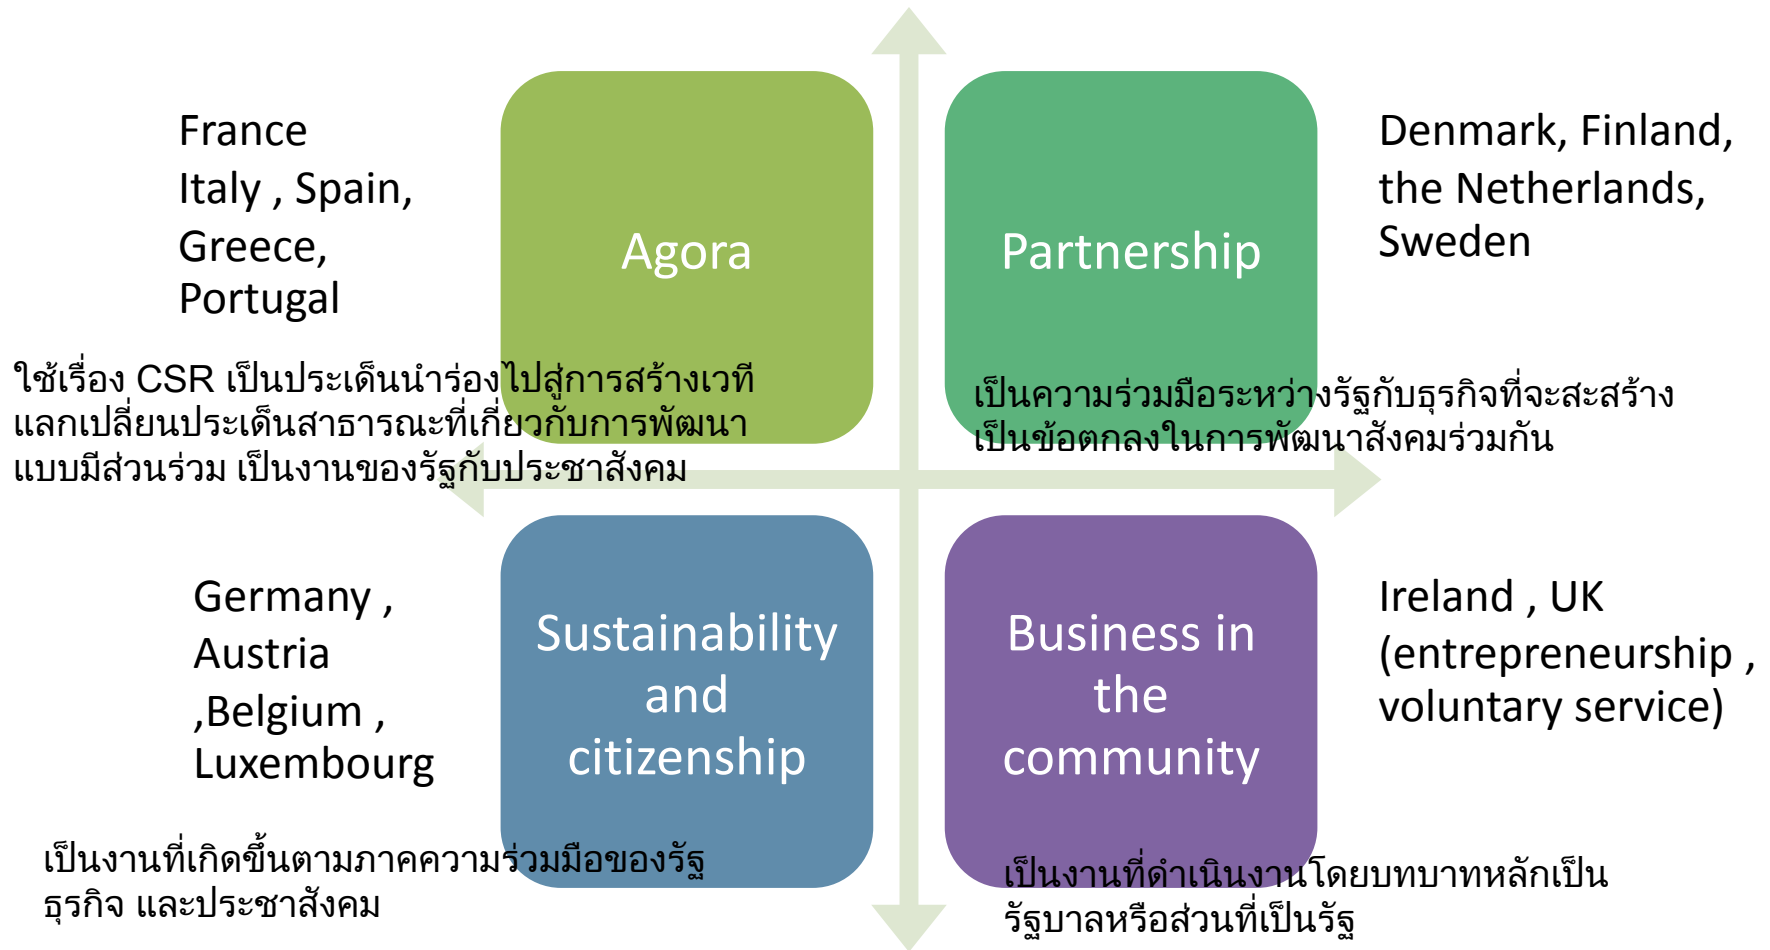 France
Italy , Spain,
Greece,
Portugal
Agora
Partnership
Denmark, Finland,
the Netherlands,
Sweden
ใช้เรื่อง CSR เป็นประเด็นนำร่องไปสู่การสร้างเวที
แลกเปลี่ยนประเด็นสาธารณะที่เกี่ยวกับการพัฒนา
แบบมีส่วนร่วม เป็นงานของรัฐกับประชาสังคม
เป็นความร่วมมือระหว่างรัฐกับธุรกิจที่จะสะสร้าง
เป็นข้อตกลงในการพัฒนาสังคมร่วมกัน
Germany ,
Austria
,Belgium ,
Luxembourg
Sustainability
and
citizenship
Business in
the
community
Ireland , UK
(entrepreneurship ,
voluntary service)
เป็นงานที่เกิดขึ้นตามภาคความร่วมมือของรัฐ
ธุรกิจ และประชาสังคม
เป็นงานที่ดำเนินงานโดยบทบาทหลักเป็น
รัฐบาลหรือส่วนที่เป็นรัฐ